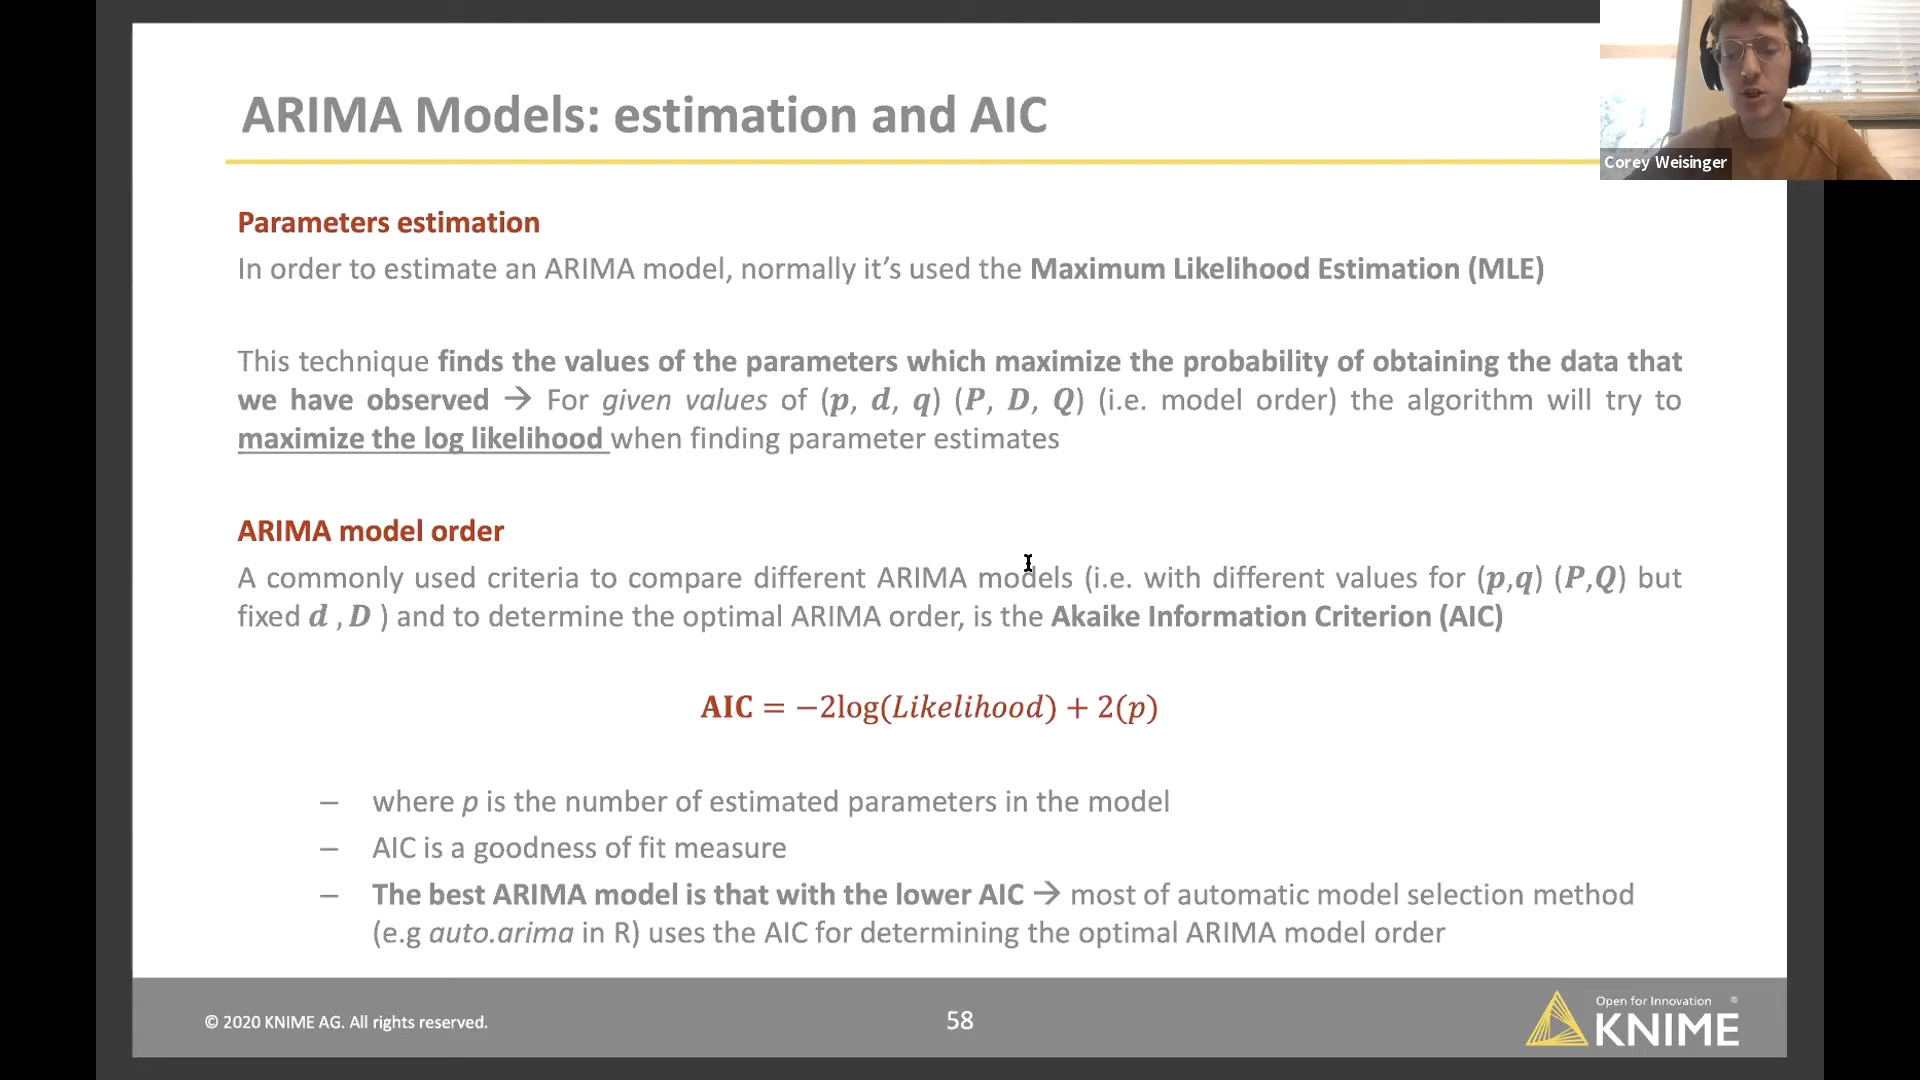 ARIMA Models: estimation and AIC
Corey Weisinger
Parameters estimation
In order to estimate an ARIMA model, normally it's used the Maximum Likelihood Estimation (MLE)
This technique finds the values of the parameters which maximize the probability of obtaining the data that
we have observed → For given values of (p, d, q) (P, D, Q) (i.e. model order) the algorithm will try to
maximize the log likelihood when finding parameter estimates
ARIMA model order
A commonly used criteria to compare different ARIMA models (i.e. with different values for (p,q) (P,Q) but
fixed d , D ) and to determine the optimal ARIMA order, is the Akaike Information Criterion (AIC)
AIC = −2log(Likelihood) + 2(p)
– where p is the number of estimated parameters in the model
– AIC is a goodness of fit measure
– The best ARIMA model is that with the lower AIC → most of automatic model selection method
(e.g auto.arima in R) uses the AIC for determining the optimal ARIMA model order
© 2020 KNIME AG. All rights reserved.
58
Open for Innovation ®
KNIME